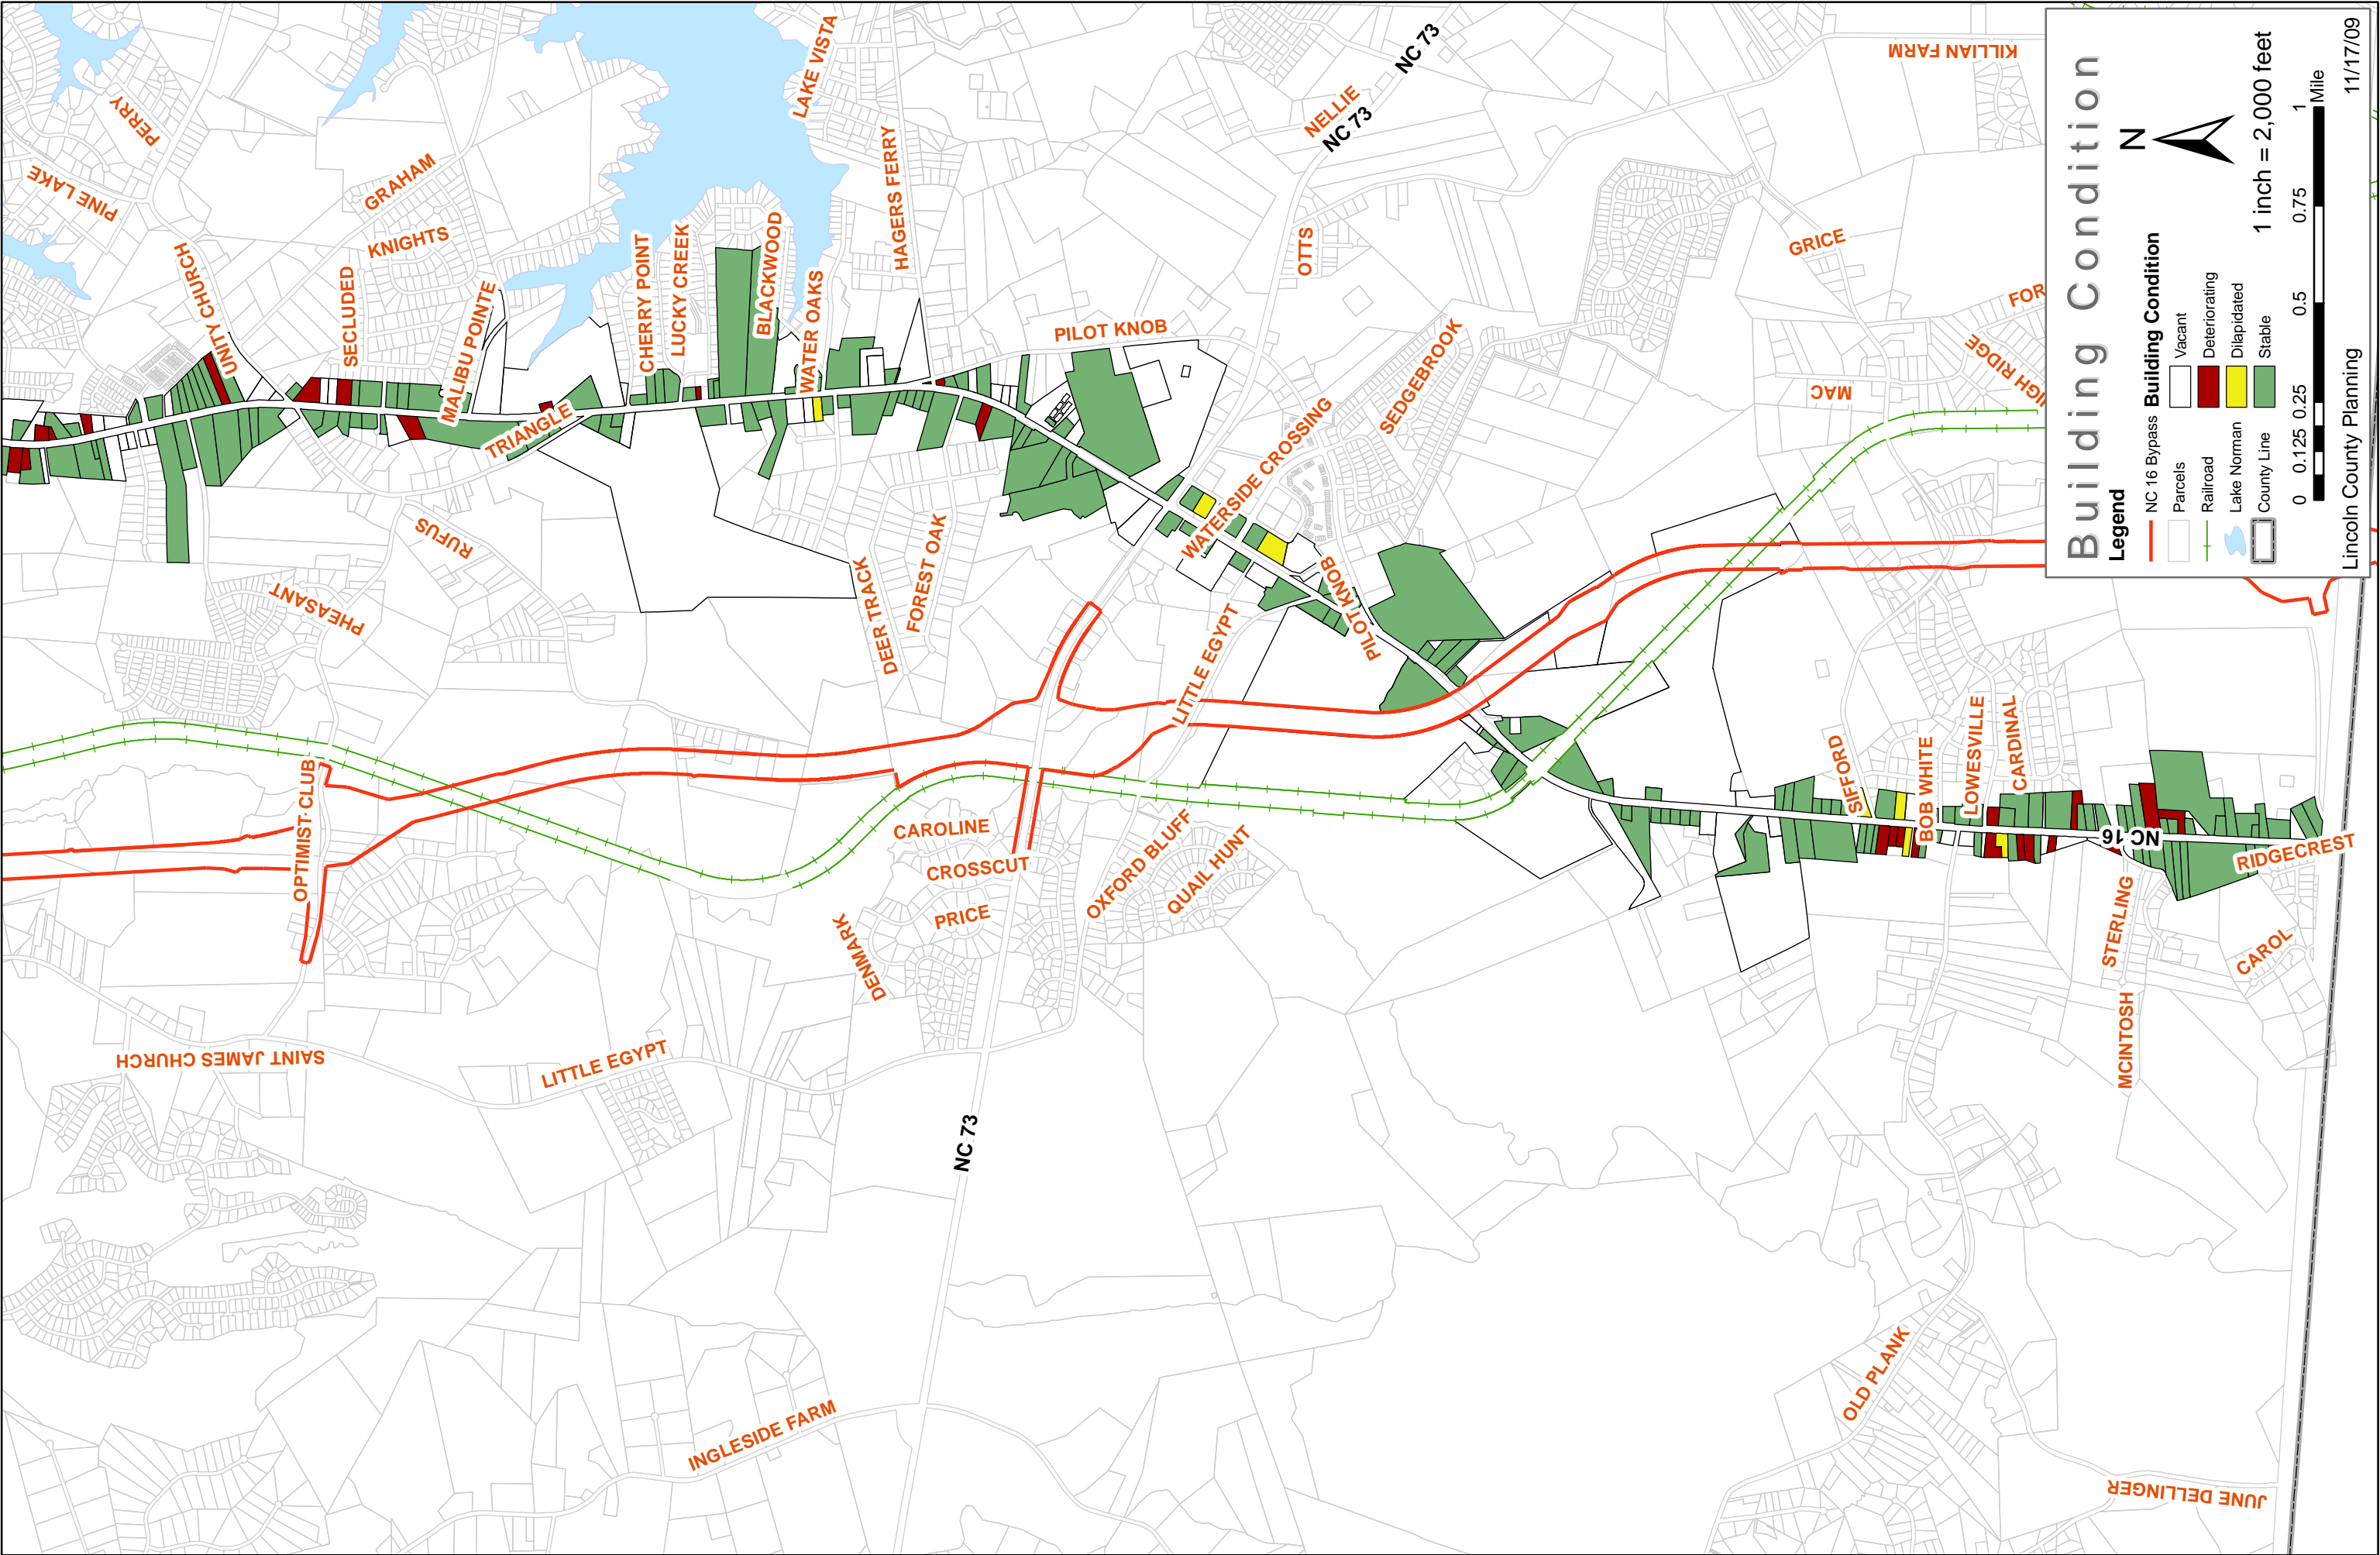 PERRY
PINE LAKE
GRAHAM
KNIGHTS
UNITY CHURCH
SECLUDED
MALIBU POINTE
TRIANGLE
RUFUS
PHEASANT
OPTIMIST CLUB
SAINT JAMES CHURCH
LITTLE EGYPT
INGLESIDE FARM
LAKE VISTA
HAGERS FERRY
CHERRY POINT
LUCKY CREEK
BLACKWOOD
WATER OAKS
DEER TRACK
FOREST OAK
CAROLINE
CROSSCUT
PRICE
DENMARK
NC 73
NC 73
NELLIE
NC 73
OTTS
PILOT KNOB
SEDGEBROOK
WATERSIDE CROSSING
PILOT KNOB
LITTLE EGYPT
OXFORD BLUFF
QUAIL HUNT
KILLIAN FARM
GRICE
FOR
IGH RIDGE
MAC
SIFFORD
BOB WHITE
LOWESVILLE
CARDINAL
NC 16
RIDGECREST
STERLING
CAROL
MCINTOSH
OLD PLANK
JUNE DELLINGER
Building Condition
Legend
NC 16 Bypass
Parcels
Railroad
Lake Norman
County Line
Building Condition
Vacant
Deteriorating
Dilapidated
Stable
N
1 inch = 2,000 feet
0 0.125 0.25 0.5 0.75 1
Mile
Lincoln County Planning
11/17/09